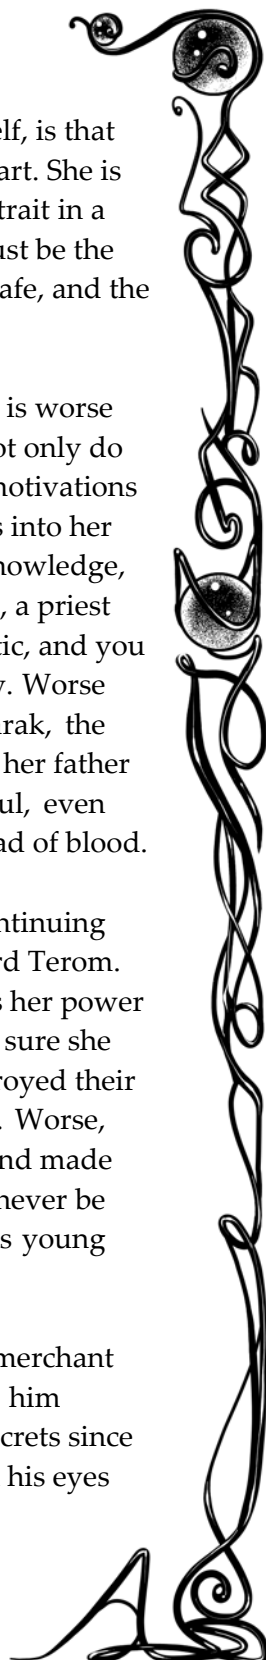 elf, is that
art. She is
trait in a
ust be the
afe, and the
is worse
ot only do
motivations
s into her
nowledge,
, a priest
tic, and you
y. Worse
arak, the
her father
ul, even
ad of blood.
ntinuing
rd Terom.
s her power
sure she
royed their
. Worse,
nd made
never be
s young
merchant
him
crets since
his eyes